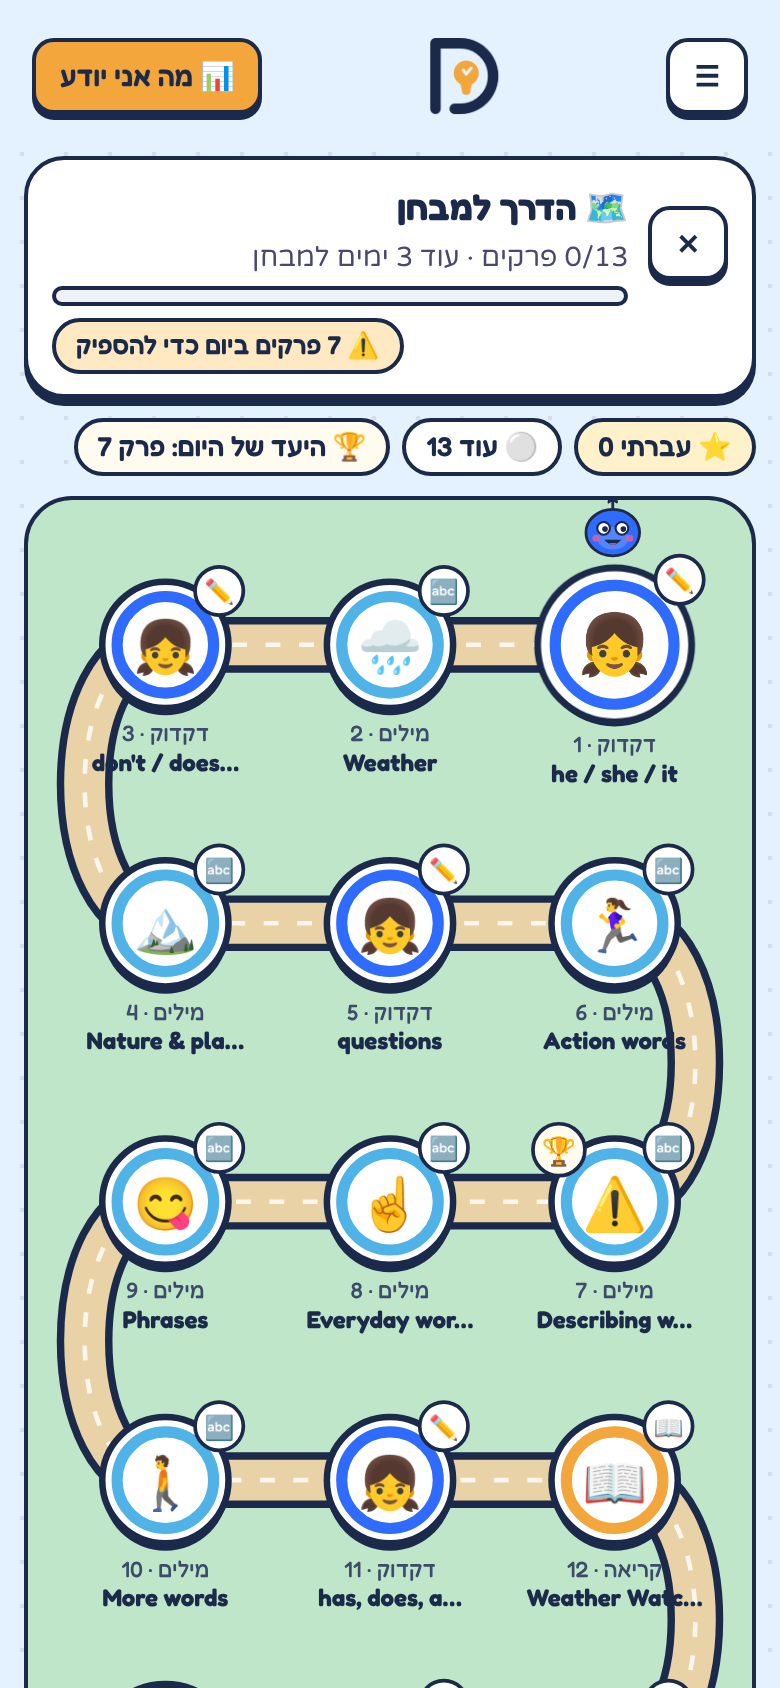 📊 מה אני יודע
🗺️ הדרך למבחן
0/13 פרקים · עוד 3 ימים למבחן
⚠️ 7 פרקים ביום כדי להספיק
⭐ עברתי 0
עוד 13
🏆 היעד של היום: פרק 7
דקדוק · 1
he / she / it
מילים · 2
Weather
דקדוק · 3
don't / does...
מילים · 4
Nature & pla...
דקדוק · 5
questions
מילים · 6
Action words
מילים · 7
Describing w...
מילים · 8
Everyday wor...
מילים · 9
Phrases
מילים · 10
More words
דקדוק · 11
has, does, a...
קריאה · 12
Weather Watc...